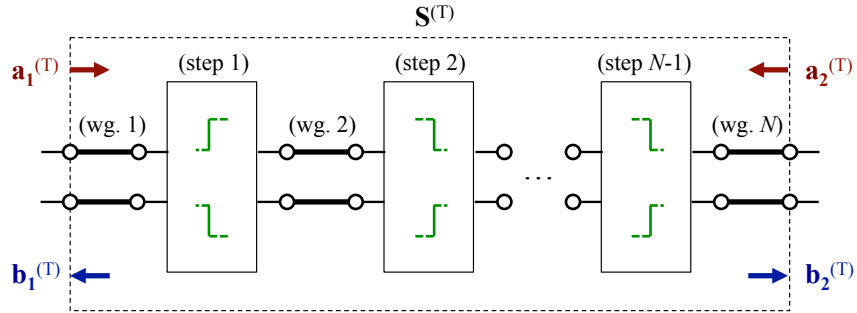 S(T)
a1(T) (step 1) (step 2) (step N-1) a2(T)
(wg. 1) (wg. 2) (wg. N)
...
b1(T) b2(T)